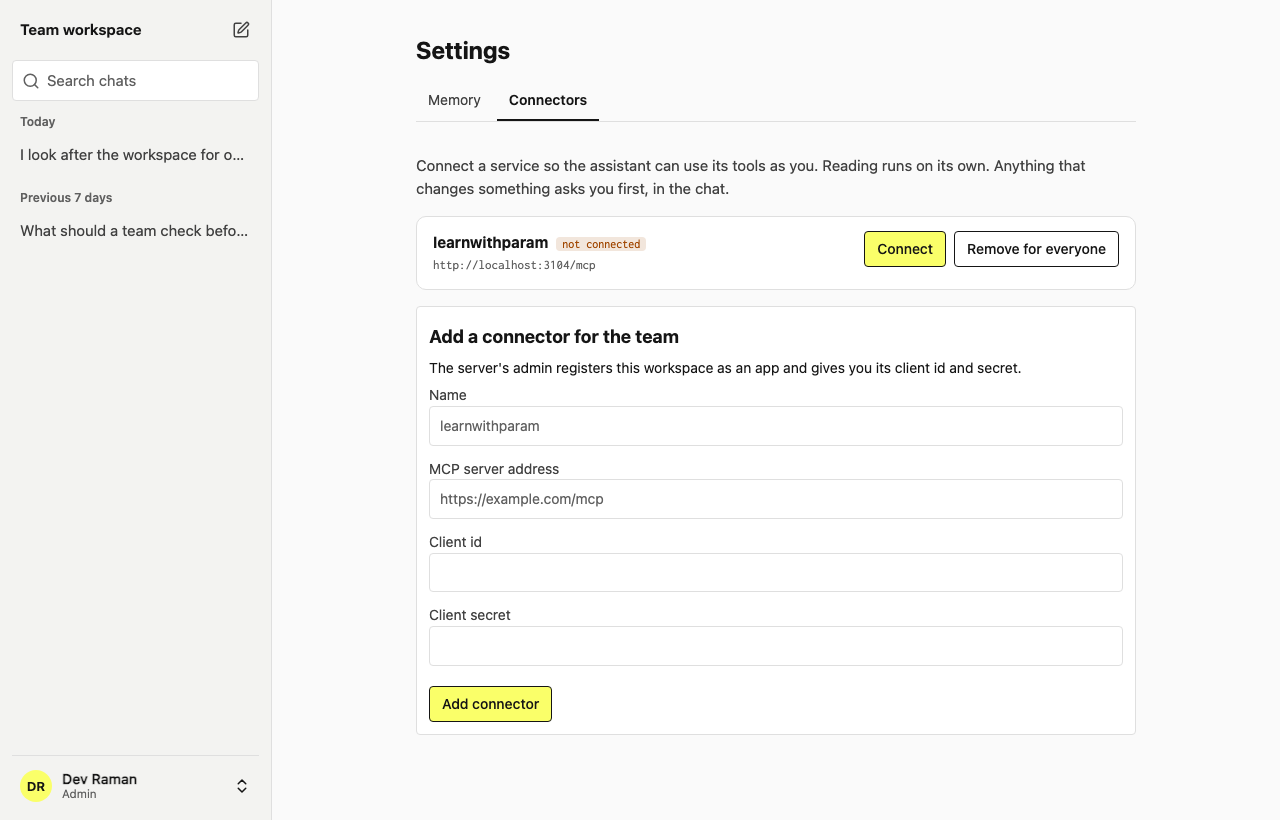 Team workspace
Search chats
Today
I look after the workspace for o...
Previous 7 days
What should a team check befo...
DR
Dev Raman
Admin
Settings
Memory
Connectors
Connect a service so the assistant can use its tools as you. Reading runs on its own. Anything that
changes something asks you first, in the chat.
learnwithparam not connected
http://localhost:3104/mcp
Connect
Remove for everyone
Add a connector for the team
The server's admin registers this workspace as an app and gives you its client id and secret.
Name
learnwithparam
MCP server address
https://example.com/mcp
Client id
Client secret
Add connector